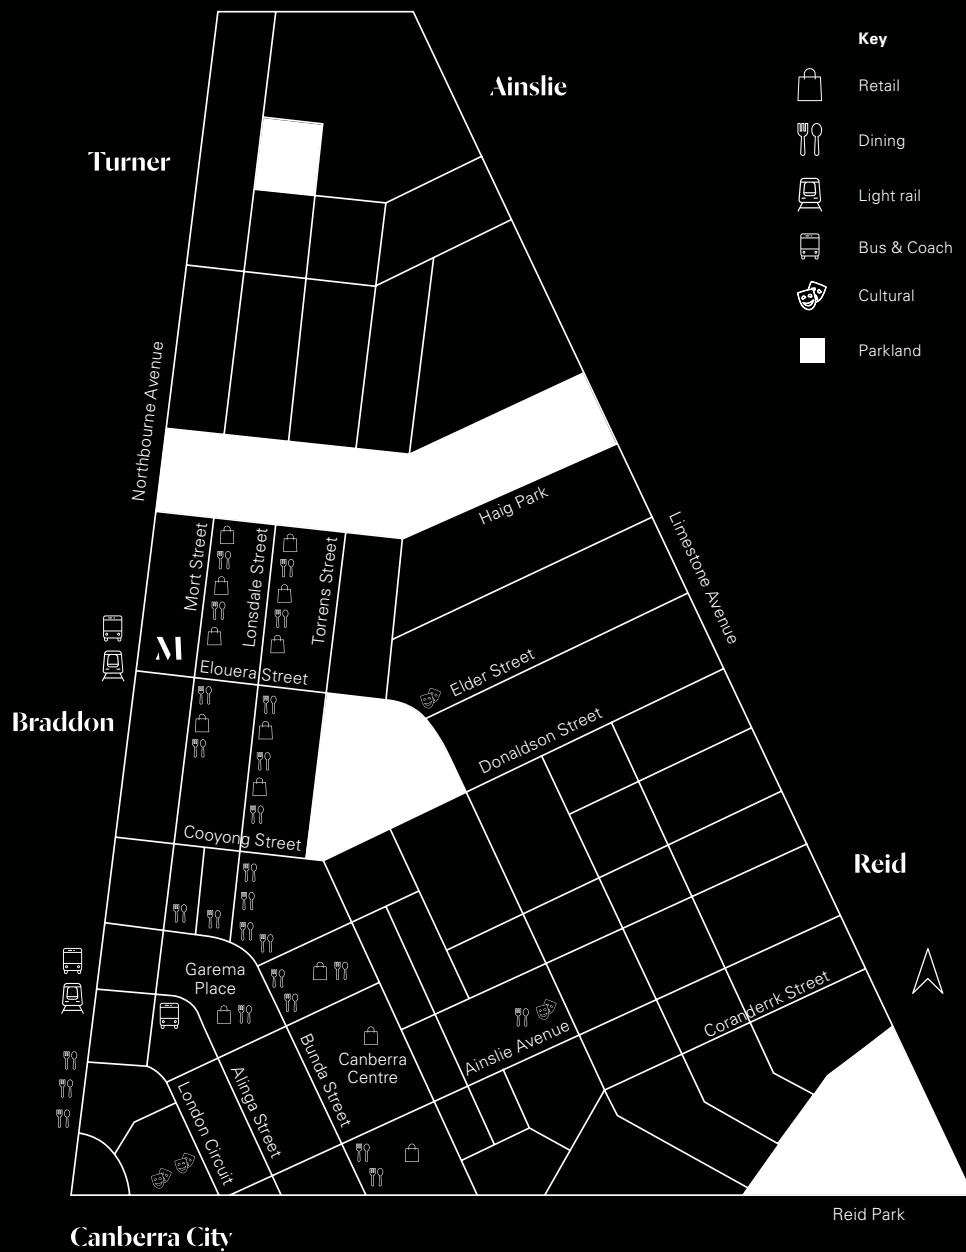 Key
Retail
Dining
Light rail
Bus & Coach
Cultural
Parkland
Ainslie
Turner
Northbourne Avenue
Haig Park
Limestone Avenue
Mort Street
Lonsdale Street
Torrens Street
M
Elouera Street
Elder Street
Braddon
Donaldson Street
Cooyong Street
Reid
Garema
Place
Coranderrk Street
Ainslie Avenue
Canberra
Centre
Bunda Street
Alinga Street
London Circuit
Reid Park
Canberra City